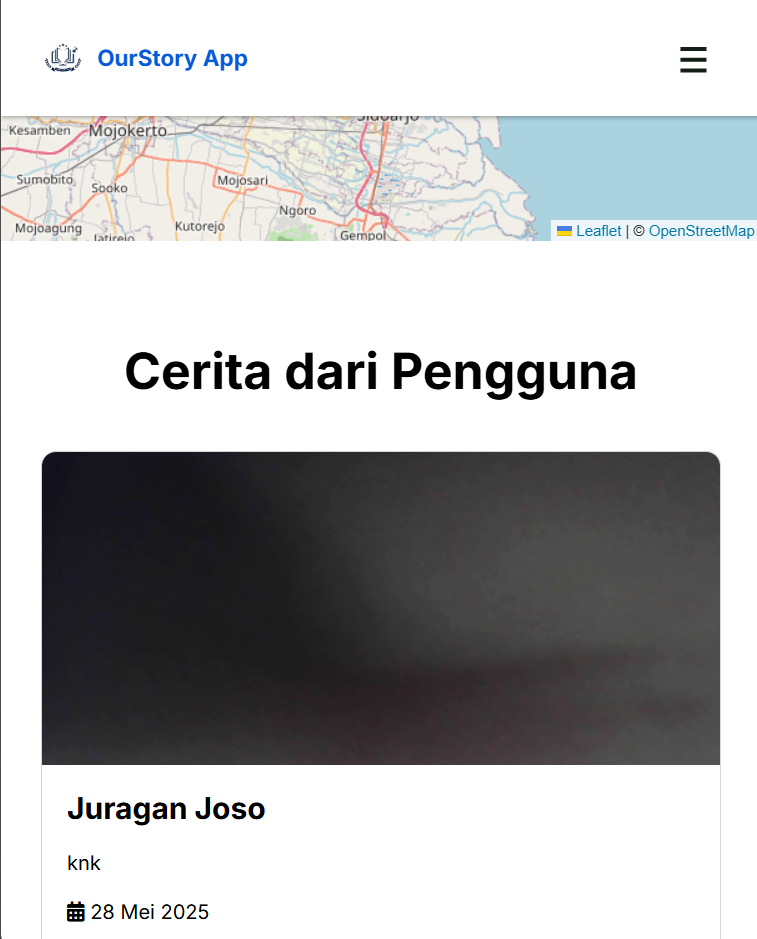 OurStory App
Sidoarjo
Kesamben
Mojokerto
Sumobito
Sooko
Mojosari
Ngoro
Mojoagung
Jatirejo
Kutorejo
Gempol
Leaflet | © OpenStreetMap
Cerita dari Pengguna
Juragan Joso
knk
28 Mei 2025